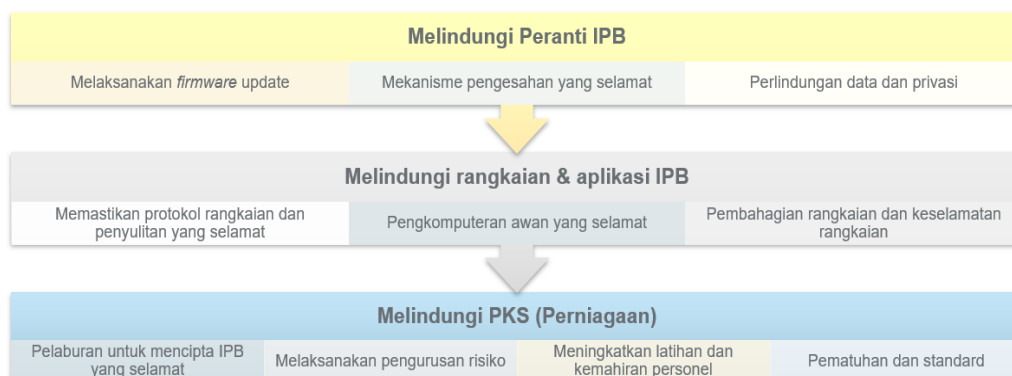 Melindungi Peranti IPB
Melaksanakan firmware update
Mekanisme pengesahan yang selamat
Perlindungan data dan privasi
Melindungi rangkaian & aplikasi IPB
Memastikan protokol rangkaian dan
penyulitan yang selamat
Pengkomputeran awan yang selamat
Pembahagian rangkaian dan keselamatan
rangkaian
Melindungi PKS (Perniagaan)
Pelaburan untuk mencipta IPB
yang selamat
Melaksanakan pengurusan risiko
Meningkatkan latihan dan
kemahiran personel
Pematuhan dan standard